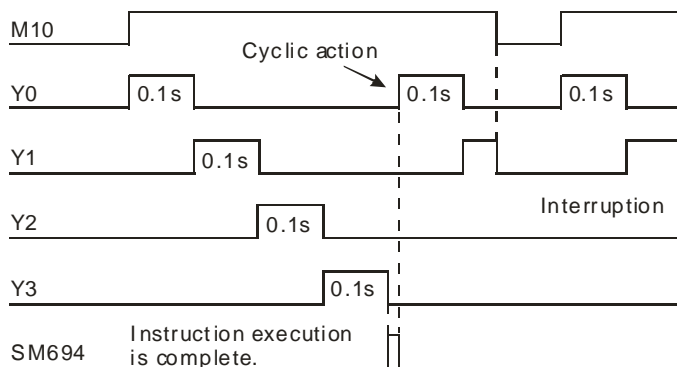 M10
Cyclic action
Y0
0.1s
0.1s
0.1s
Y1
0.1s
Interruption
Y2
0.1s
Y3
0.1s
Instruction execution
is complete.
SM694